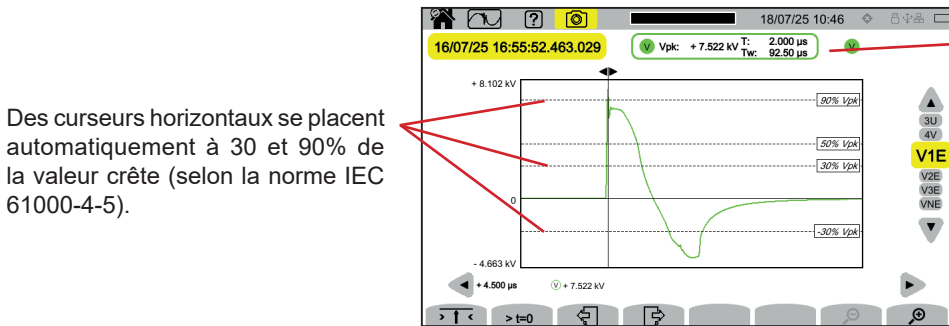 18/07/25 10:46
16/07/25 16:55:52.463.029
V Vpk: + 7.522 kV T: 2.000 µs
Tw: 92.50 µs
V
Des curseurs horizontaux se placent
automatiquement à 30 et 90% de
la valeur crête (selon la norme IEC
61000-4-5).
+ 8.102 kV
90% Vpk
50% Vpk
30% Vpk
0
-30% Vpk
- 4.663 kV
3U
4V
V1E
V2E
V3E
VNE
+ 4.500 µs
V + 7.522 kV
> t=0